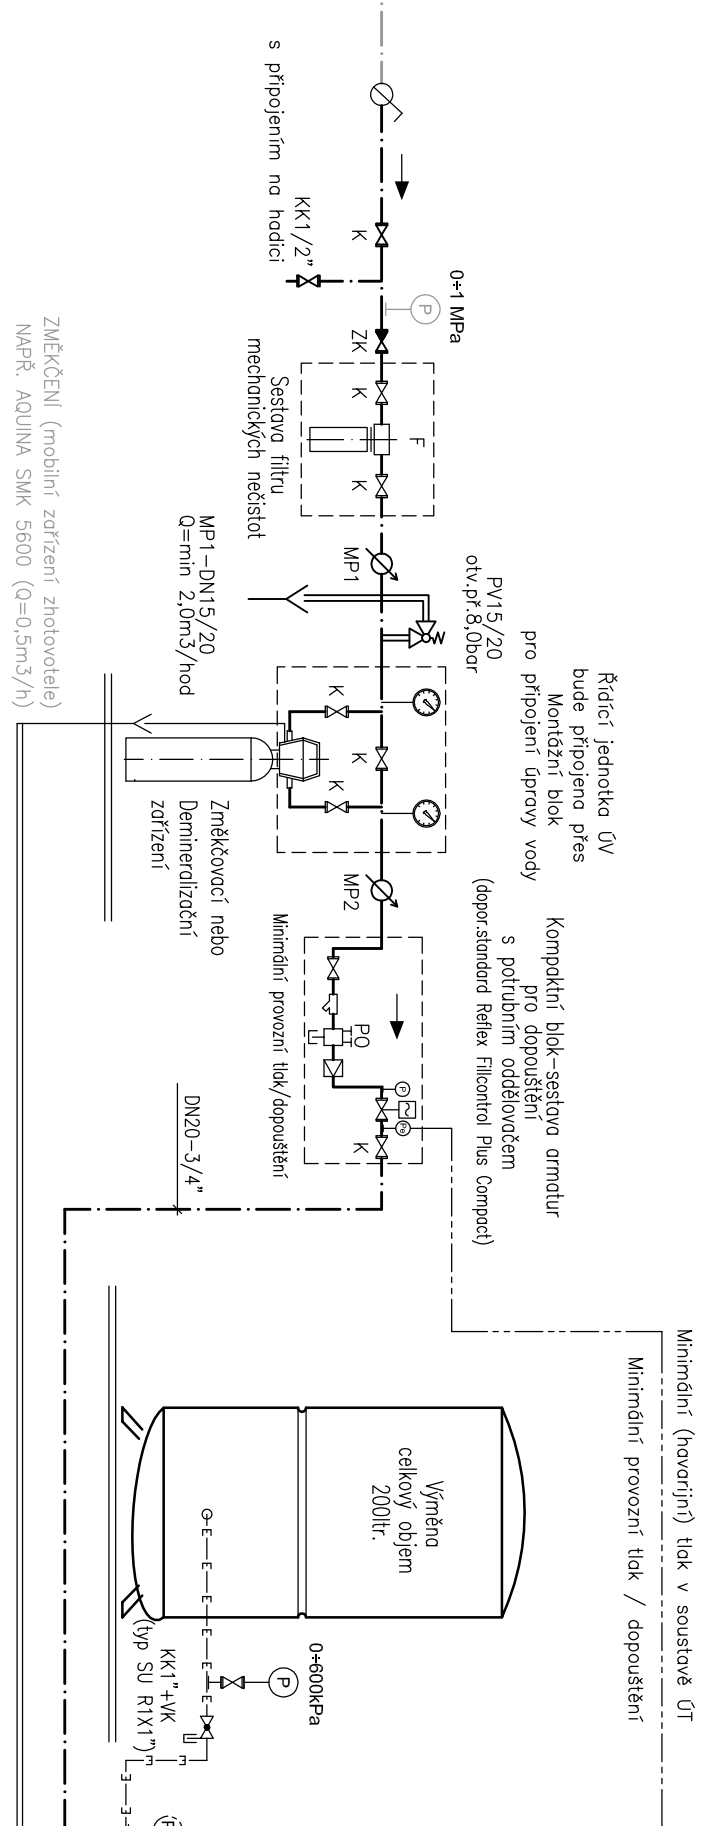 s připojením na hadici
KK1/2"
K
0÷1 MPa
P
ZK
K
F
K
Sestava filtru
mechanických nečistot
ZMĚKČENÍ (mobilní zařízení zhotovotele)
NAPŘ. AQUINA SMK 5600 (Q=0,5m3/h)
MP1
MP1-DN15/20
Q=min 2,0m3/hod
PV15/20
otv.př.8,0bar
Řídící jednotka ÚV
bude připojena přes
Montážní blok
pro připojení úpravy vody
K
K
K
Změkčovací nebo
Demineralizační
zařízení
MP2
Kompaktní blok-sestava armatur
pro dopouštění
s potrubním oddělovačem
(dopor.standard Reflex Fillcontrol Plus Compact)
Minimální provozní tlak/dopouštění
PO
P
Pe
K
DN20-3/4"
Minimální (havarijní) tlak v soustavě ÚT
Minimální provozní tlak / dopouštění
Výměna
celkový objem
200ltr.
0÷600kPa
P
KK1"+VK
(typ SU R1X1")